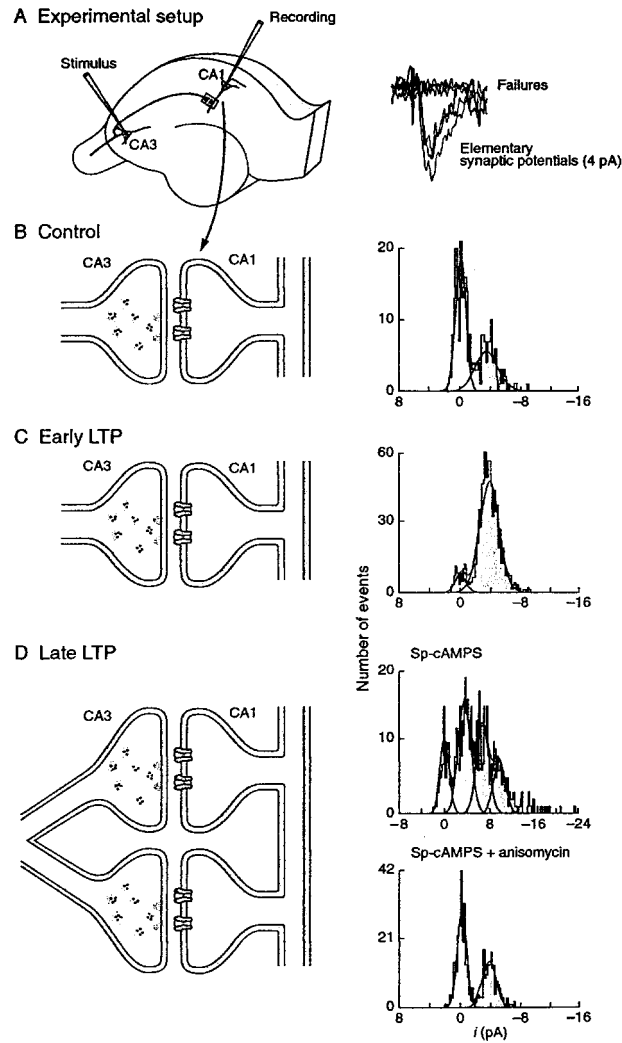 A Experimental setup
Recording
Stimulus
CA1
CA3
Failures
Elementary
synaptic potentials (4 pA)
B Control
CA3
CA1
20
10
0
8
0
−8
−16
C Early LTP
CA3
CA1
60
30
0
8
0
−8
−16
Number of events
D Late LTP
Sp-cAMPS
CA3
CA1
20
10
0
-8
0
8
-16
-24
Sp-cAMPS + anisomycin
42
21
0
8
0
−8
−16
i (pA)